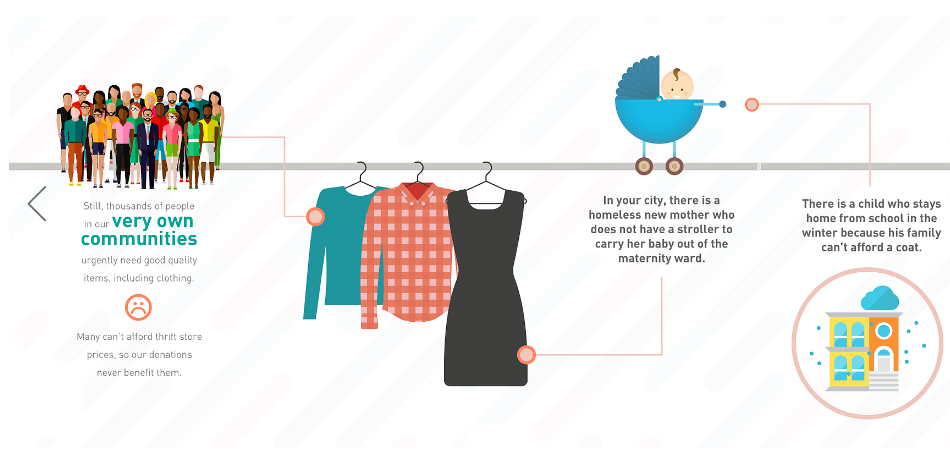 Still, thousands of people
in our very own
communities
urgently need good quality
items, including clothing.
Many can't afford thrift store
prices, so our donations
never benefit them.
In your city, there is a
homeless new mother who
does not have a stroller to
carry her baby out of the
maternity ward.
There is a child who stays
home from school in the
winter because his family
can't afford a coat.